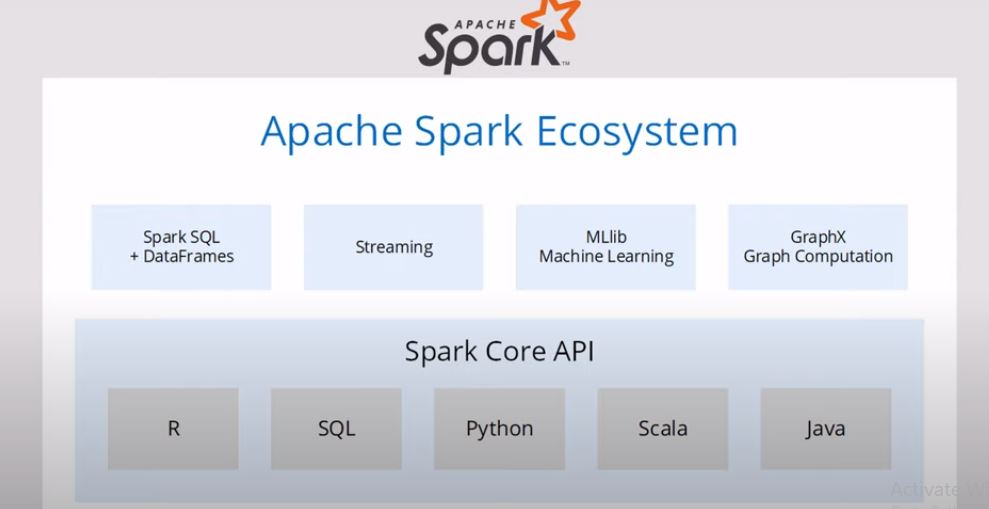 APACHE
Spark™
Apache Spark Ecosystem
Spark SQL
+ DataFrames
Streaming
MLlib
Machine Learning
GraphX
Graph Computation
Spark Core API
R
SQL
Python
Scala
Java
Activate W